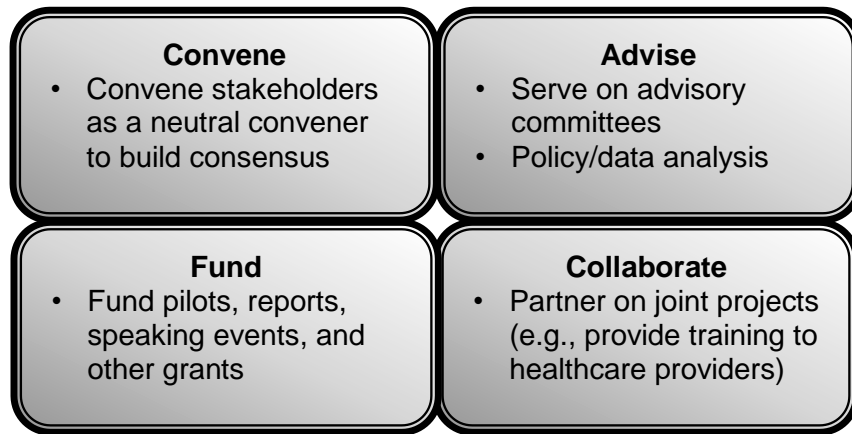 Convene
• Convene stakeholders
as a neutral convener
to build consensus
Advise
• Serve on advisory
committees
• Policy/data analysis
Fund
• Fund pilots, reports,
speaking events, and
other grants
Collaborate
• Partner on joint projects
(e.g., provide training to
healthcare providers)